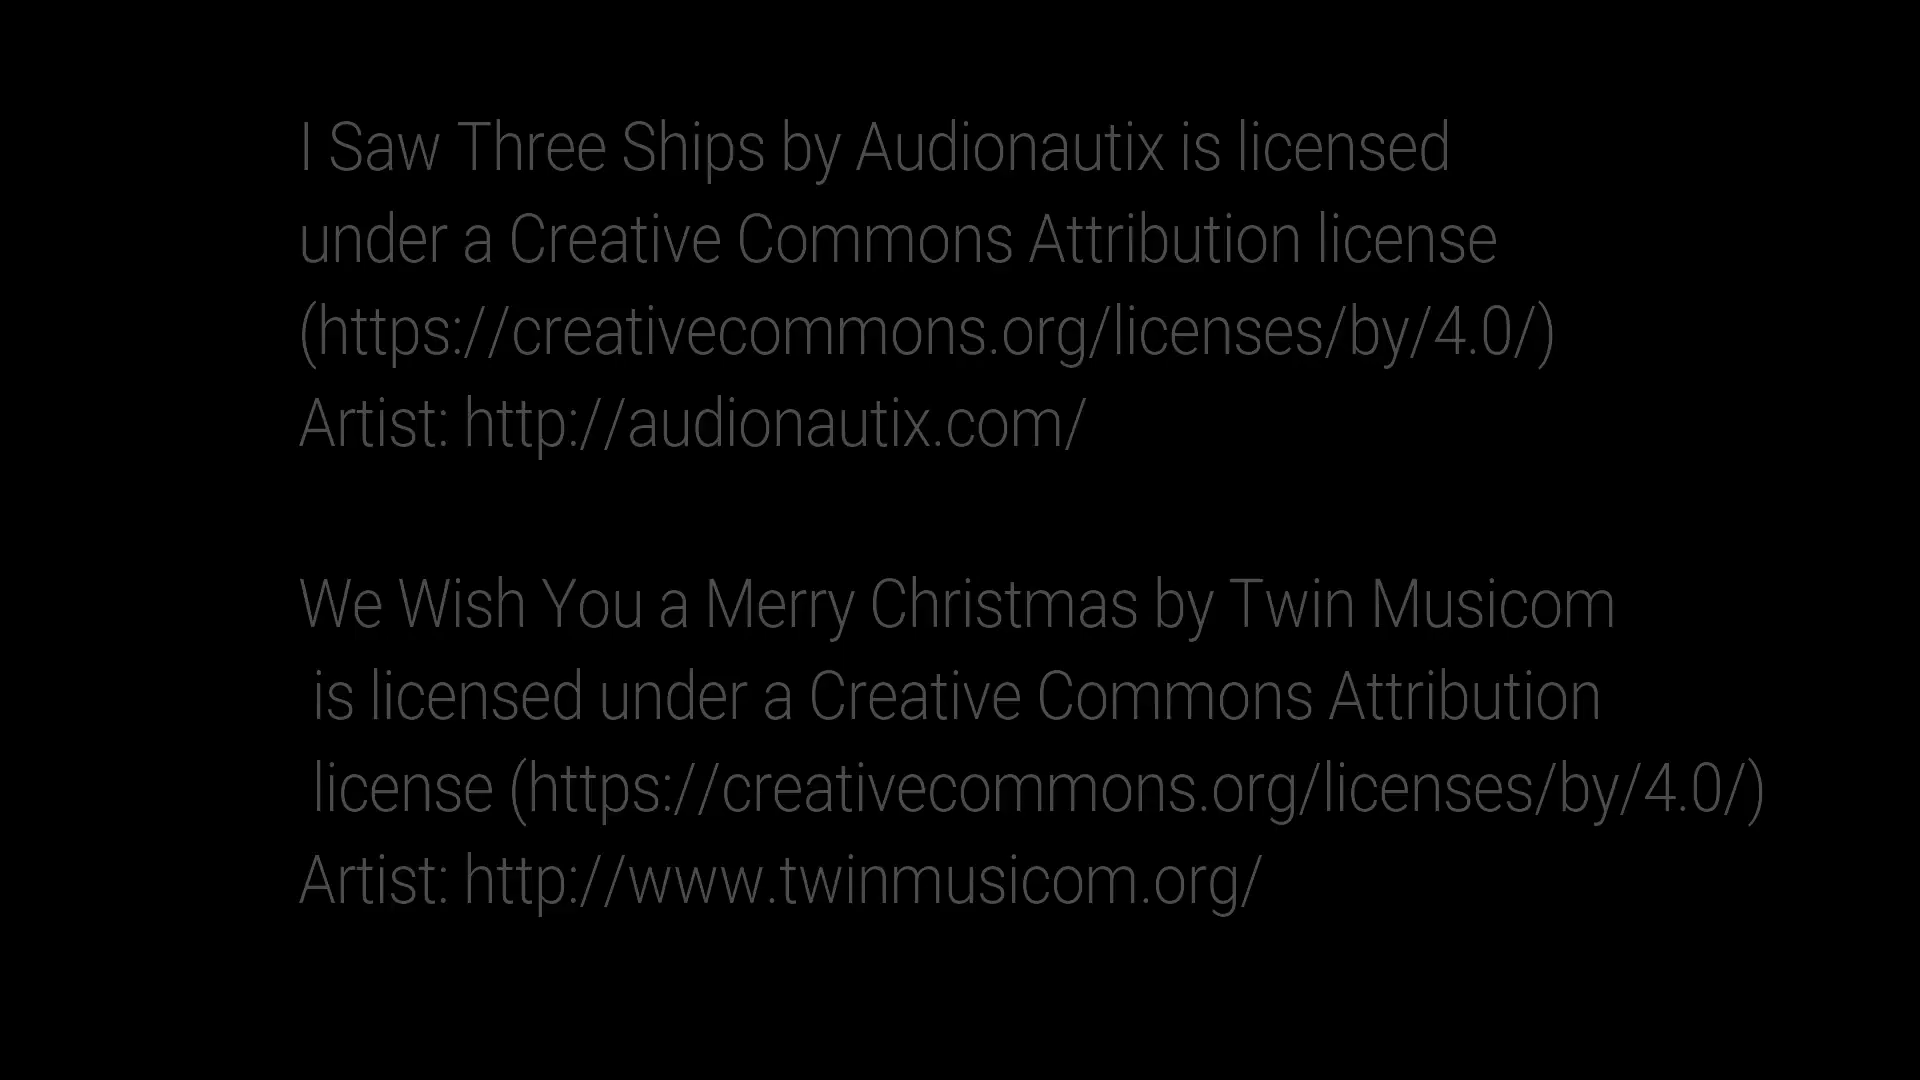 I Saw Three Ships by Audionautix is licensed
under a Creative Commons Attribution license
(https://creativecommons.org/licenses/by/4.0/)
Artist: http://audionautix.com/
We Wish You a Merry Christmas by Twin Musicom
is licensed under a Creative Commons Attribution
license (https://creativecommons.org/licenses/by/4.0/)
Artist: http://www.twinmusicom.org/